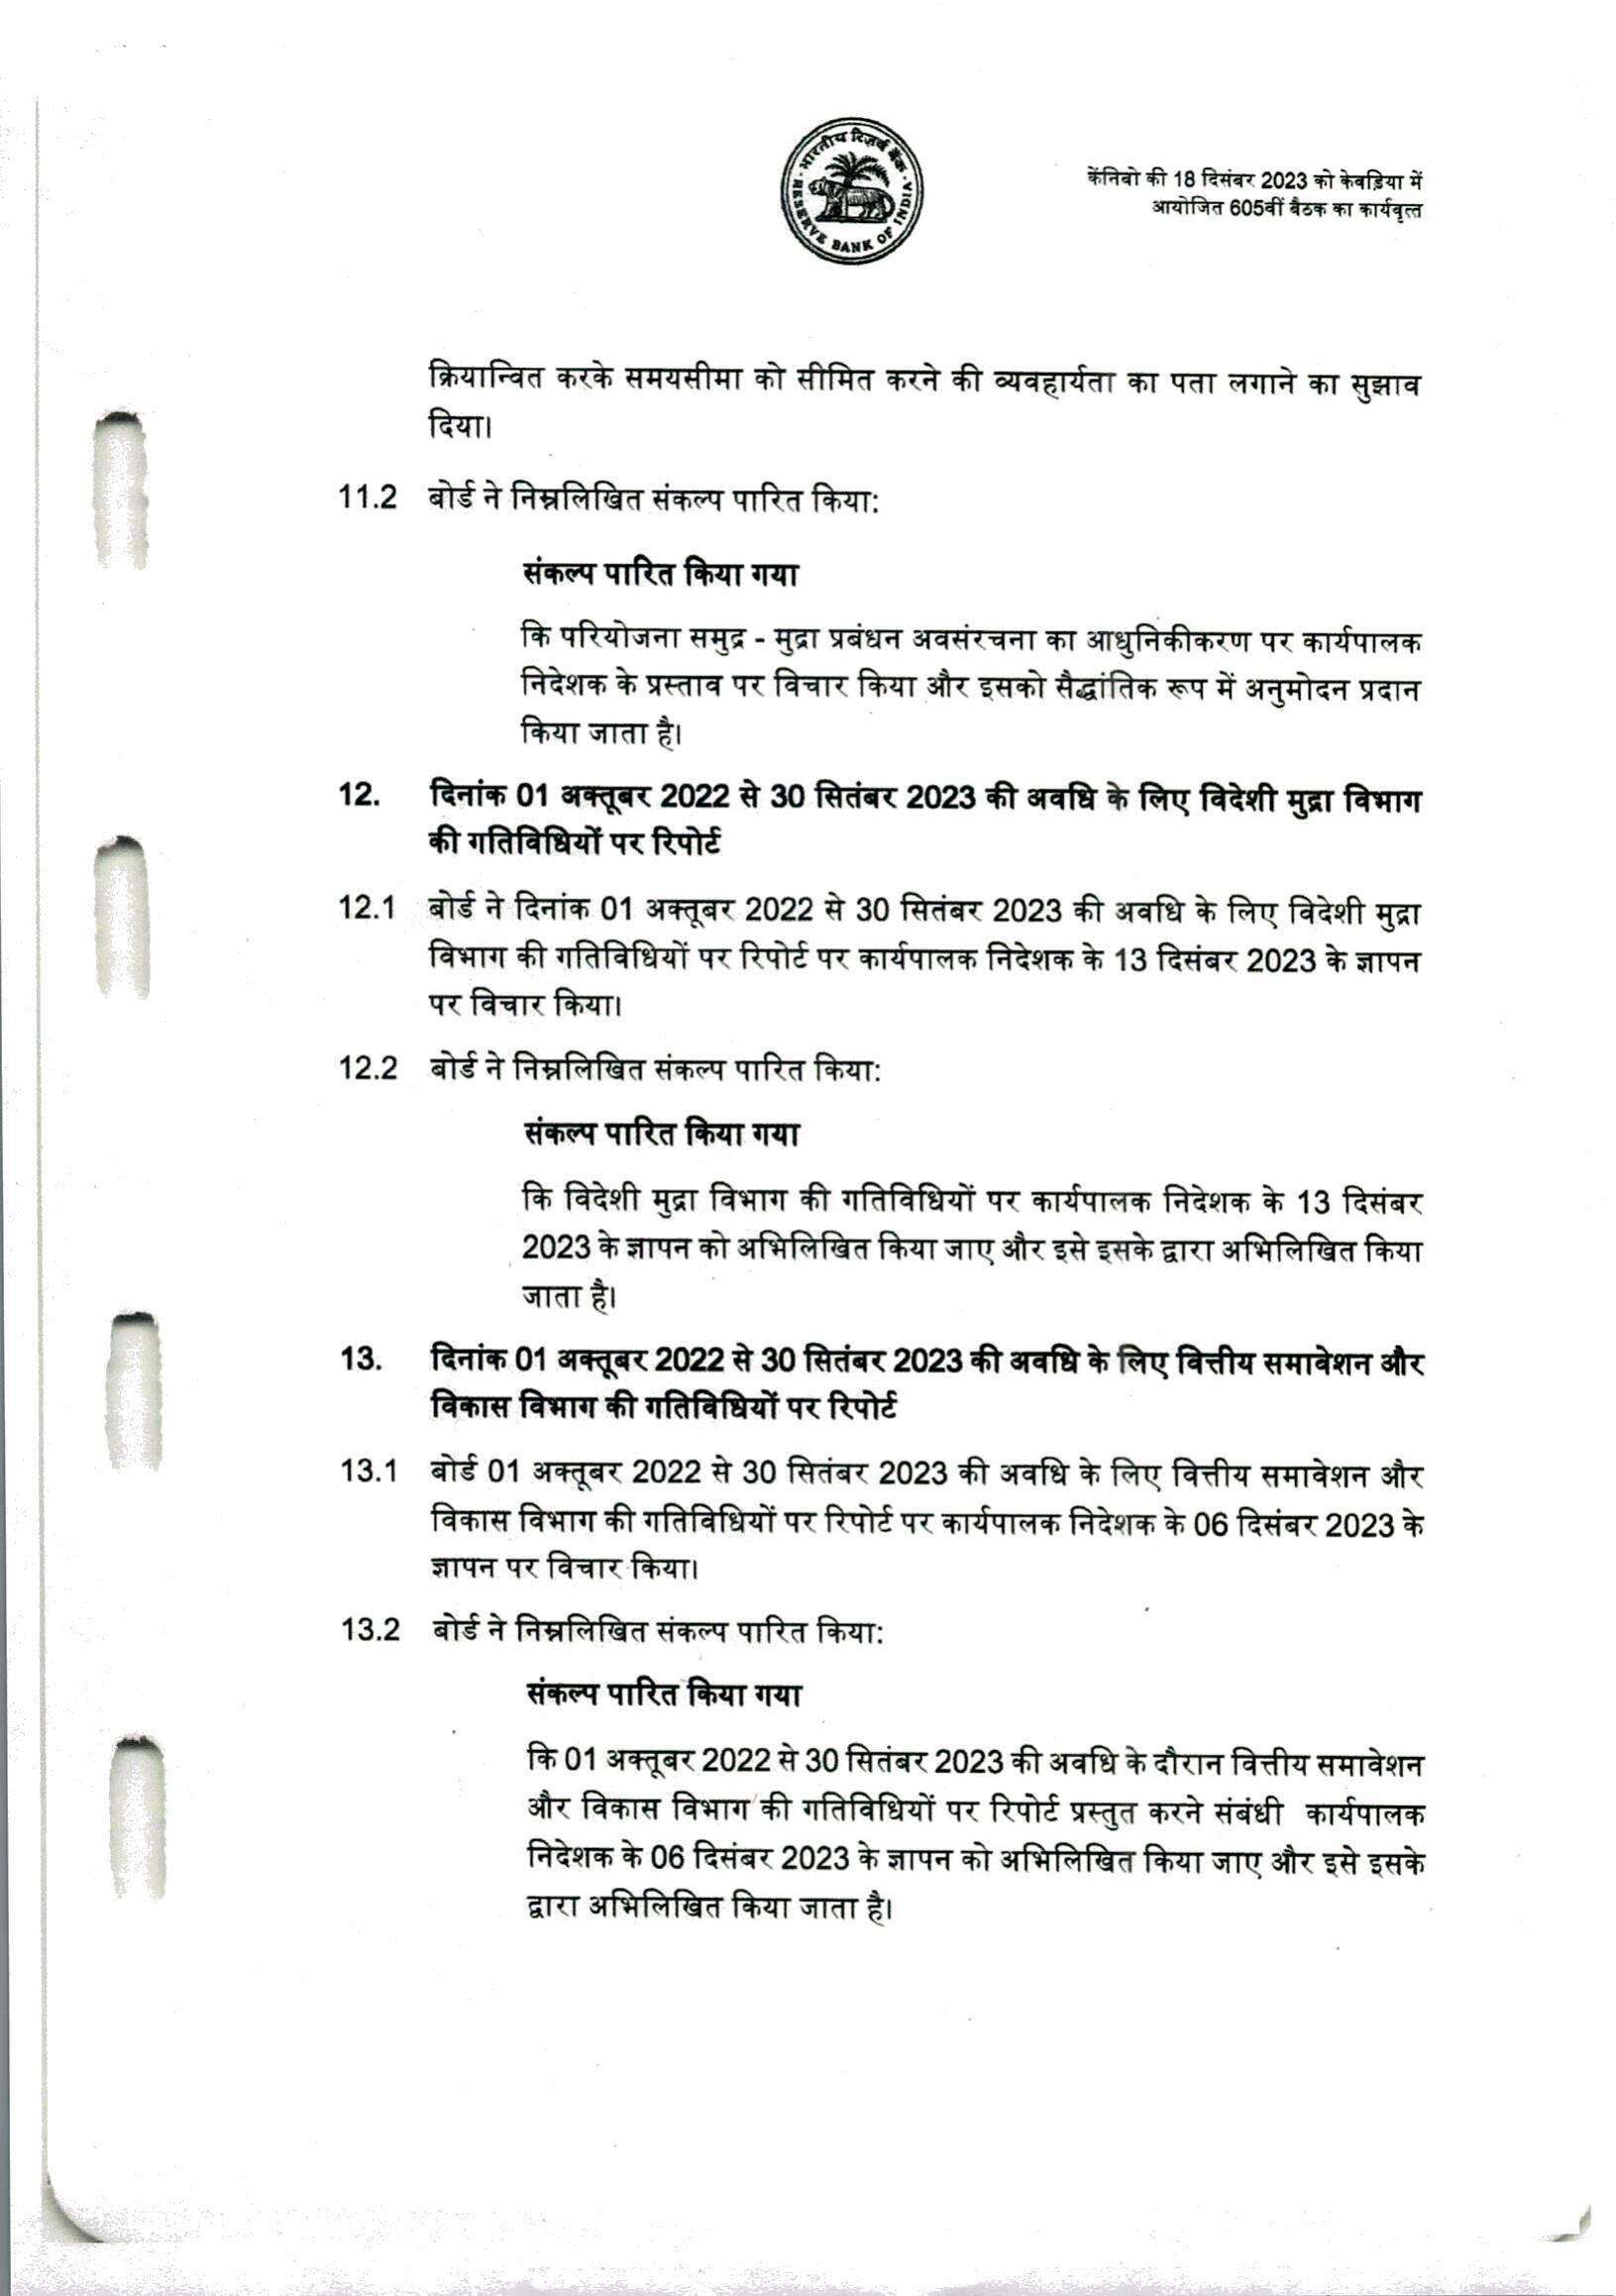 भारतीय रिज़र्व बैंक
RESERVE BANK OF INDIA
केंनिबो की 18 दिसंबर 2023 को केवड़िया में
आयोजित 605वीं बैठक का कार्यवृत्त
क्रियान्वित करके समयसीमा को सीमित करने की व्यवहार्यता का पता लगाने का सुझाव
दिया।
11.2 बोर्ड ने निम्नलिखित संकल्प पारित किया:
संकल्प पारित किया गया
कि परियोजना समुद्र - मुद्रा प्रबंधन अवसंरचना का आधुनिकीकरण पर कार्यपालक
निदेशक के प्रस्ताव पर विचार किया और इसको सैद्धांतिक रूप में अनुमोदन प्रदान
किया जाता है।
12. दिनांक 01 अक्तूबर 2022 से 30 सितंबर 2023 की अवधि के लिए विदेशी मुद्रा विभाग
की गतिविधियों पर रिपोर्ट
12.1 बोर्ड ने दिनांक 01 अक्तूबर 2022 से 30 सितंबर 2023 की अवधि के लिए विदेशी मुद्रा
विभाग की गतिविधियों पर रिपोर्ट पर कार्यपालक निदेशक के 13 दिसंबर 2023 के ज्ञापन
पर विचार किया।
12.2 बोर्ड ने निम्नलिखित संकल्प पारित किया:
संकल्प पारित किया गया
कि विदेशी मुद्रा विभाग की गतिविधियों पर कार्यपालक निदेशक के 13 दिसंबर
2023 के ज्ञापन को अभिलिखित किया जाए और इसे इसके द्वारा अभिलिखित किया
जाता है।
13. दिनांक 01 अक्तूबर 2022 से 30 सितंबर 2023 की अवधि के लिए वित्तीय समावेशन और
विकास विभाग की गतिविधियों पर रिपोर्ट
13.1 बोर्ड 01 अक्तूबर 2022 से 30 सितंबर 2023 की अवधि के लिए वित्तीय समावेशन और
विकास विभाग की गतिविधियों पर रिपोर्ट पर कार्यपालक निदेशक के 06 दिसंबर 2023 के
ज्ञापन पर विचार किया।
13.2 बोर्ड ने निम्नलिखित संकल्प पारित किया:
संकल्प पारित किया गया
कि 01 अक्तूबर 2022 से 30 सितंबर 2023 की अवधि के दौरान वित्तीय समावेशन
और विकास विभाग की गतिविधियों पर रिपोर्ट प्रस्तुत करने संबंधी कार्यपालक
निदेशक के 06 दिसंबर 2023 के ज्ञापन को अभिलिखित किया जाए और इसे इसके
द्वारा अभिलिखित किया जाता है।